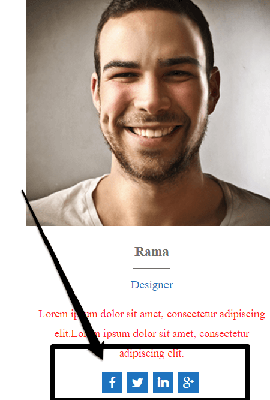 Rama
Designer
Lorem ipsum dolor sit amet, consectetur adipiscing
elit.Lorem ipsum dolor sit amet, consectetur
adipiscing elit.
f in g+